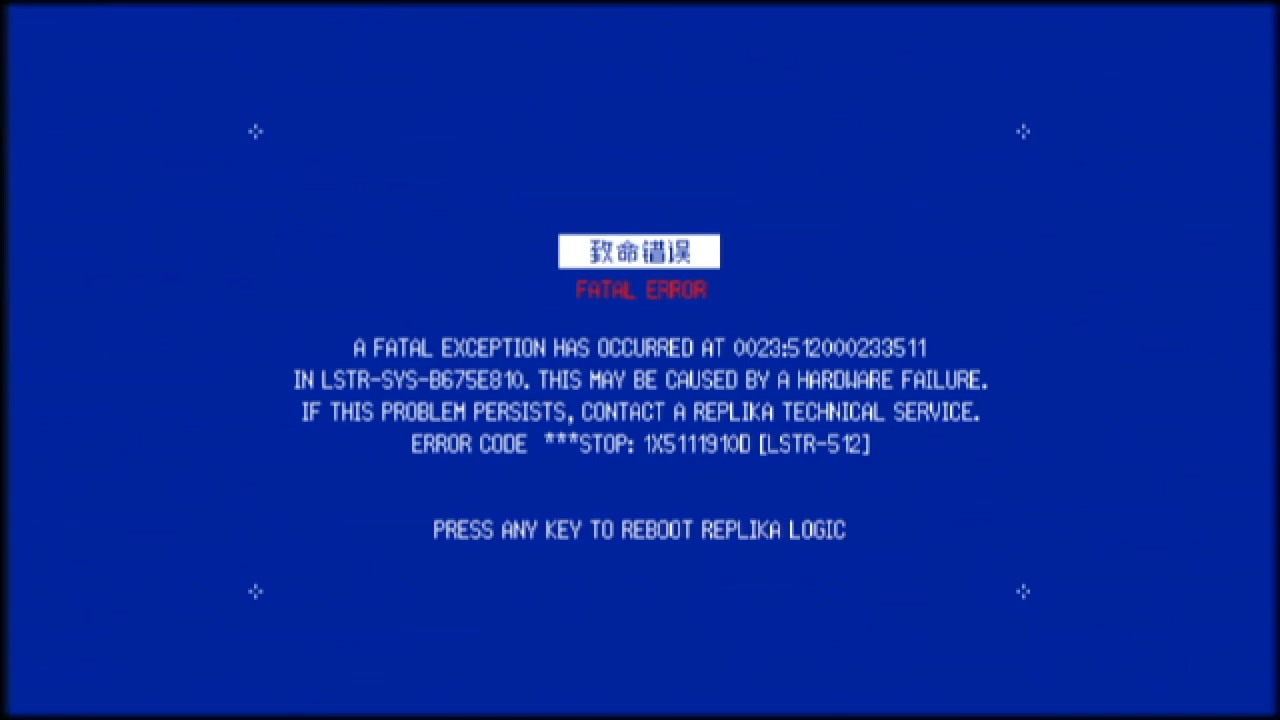 致命错误
FATAL ERROR
A FATAL EXCEPTION HAS OCCURRED AT 0023:512000233511
IN LSTR-SYS-B675E810. THIS MAY BE CAUSED BY A HARDWARE FAILURE.
IF THIS PROBLEM PERSISTS, CONTACT A REPLIKA TECHNICAL SERVICE.
ERROR CODE ***STOP: 1X5111910D [LSTR-512]
PRESS ANY KEY TO REBOOT REPLIKA LOGIC